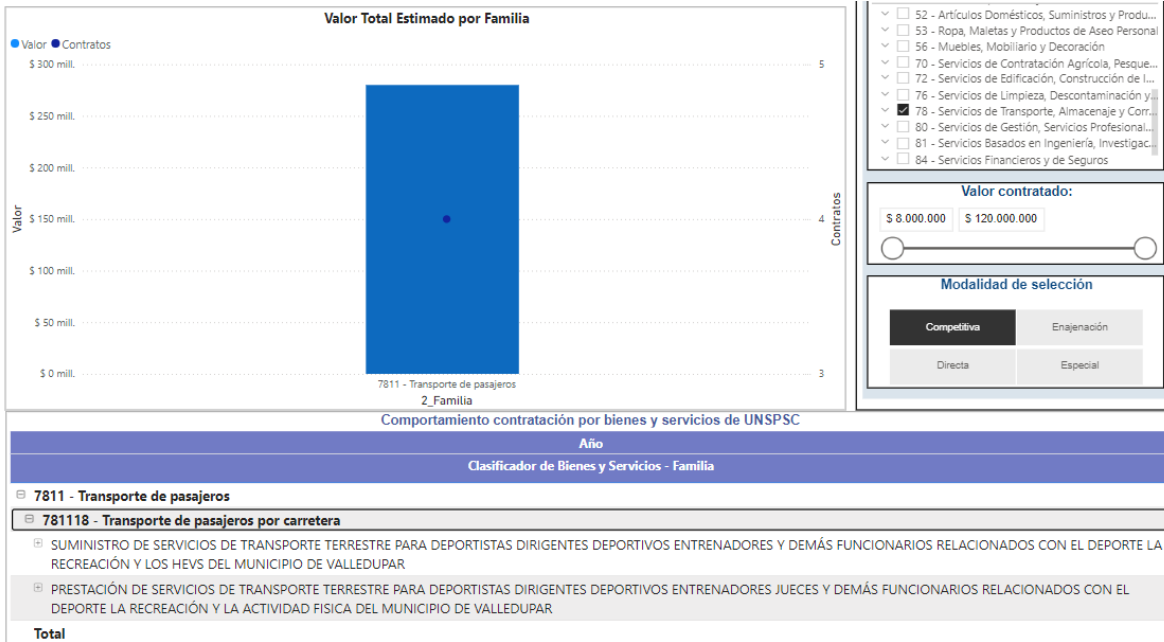 Valor Total Estimado por Familia
Valor Contratos
$ 300 mill.
$ 250 mill.
$ 200 mill.
$ 150 mill.
$ 100 mill.
$ 50 mill.
$ 0 mill.
Valor
5
4
3
Contratos
7811 - Transporte de pasajeros
2_Familia
52 - Artículos Domésticos, Suministros y Produ...
53 - Ropa, Maletas y Productos de Aseo Personal
56 - Muebles, Mobiliario y Decoración
70 - Servicios de Contratación Agrícola, Pesque...
72 - Servicios de Edificación, Construcción de I...
76 - Servicios de Limpieza, Descontaminación y...
78 - Servicios de Transporte, Almacenaje y Corr...
80 - Servicios de Gestión, Servicios Profesional...
81 - Servicios Basados en Ingeniería, Investigac...
84 - Servicios Financieros y de Seguros
Valor contratado:
$ 8.000.000 $ 120.000.000
Modalidad de selección
Competitiva Enajenación
Directa Especial
Comportamiento contratación por bienes y servicios de UNSPSC
Año
Clasificador de Bienes y Servicios - Familia
7811 - Transporte de pasajeros
781118 - Transporte de pasajeros por carretera
SUMINISTRO DE SERVICIOS DE TRANSPORTE TERRESTRE PARA DEPORTISTAS DIRIGENTES DEPORTIVOS ENTRENADORES Y DEMÁS FUNCIONARIOS RELACIONADOS CON EL DEPORTE LA
RECREACIÓN Y LOS HEVS DEL MUNICIPIO DE VALLEDUPAR
PRESTACIÓN DE SERVICIOS DE TRANSPORTE TERRESTRE PARA DEPORTISTAS DIRIGENTES DEPORTIVOS ENTRENADORES JUECES Y DEMÁS FUNCIONARIOS RELACIONADOS CON EL
DEPORTE LA RECREACIÓN Y LA ACTIVIDAD FISICA DEL MUNICIPIO DE VALLEDUPAR
Total